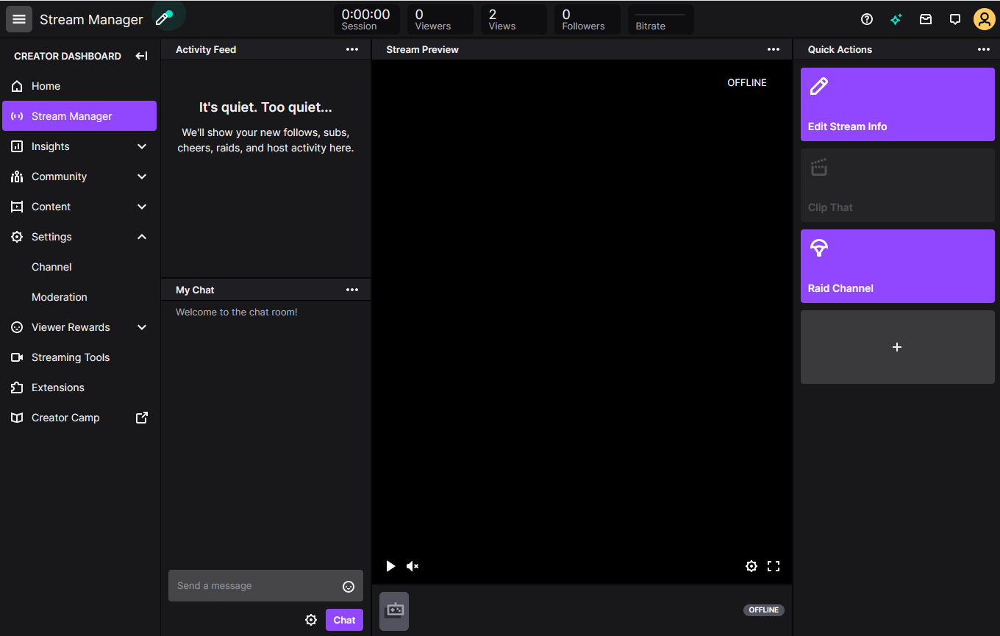 Stream Manager
0:00:00
Session
0
Viewers
2
Views
0
Followers
Bitrate
CREATOR DASHBOARD
Home
Stream Manager
Insights
Community
Content
Settings
Channel
Moderation
Viewer Rewards
Streaming Tools
Extensions
Creator Camp
Activity Feed
It's quiet. Too quiet...
We'll show your new follows, subs,
cheers, raids, and host activity here.
My Chat
Welcome to the chat room!
Send a message
Chat
Stream Preview
OFFLINE
OFFLINE
Quick Actions
Edit Stream Info
Clip That
Raid Channel